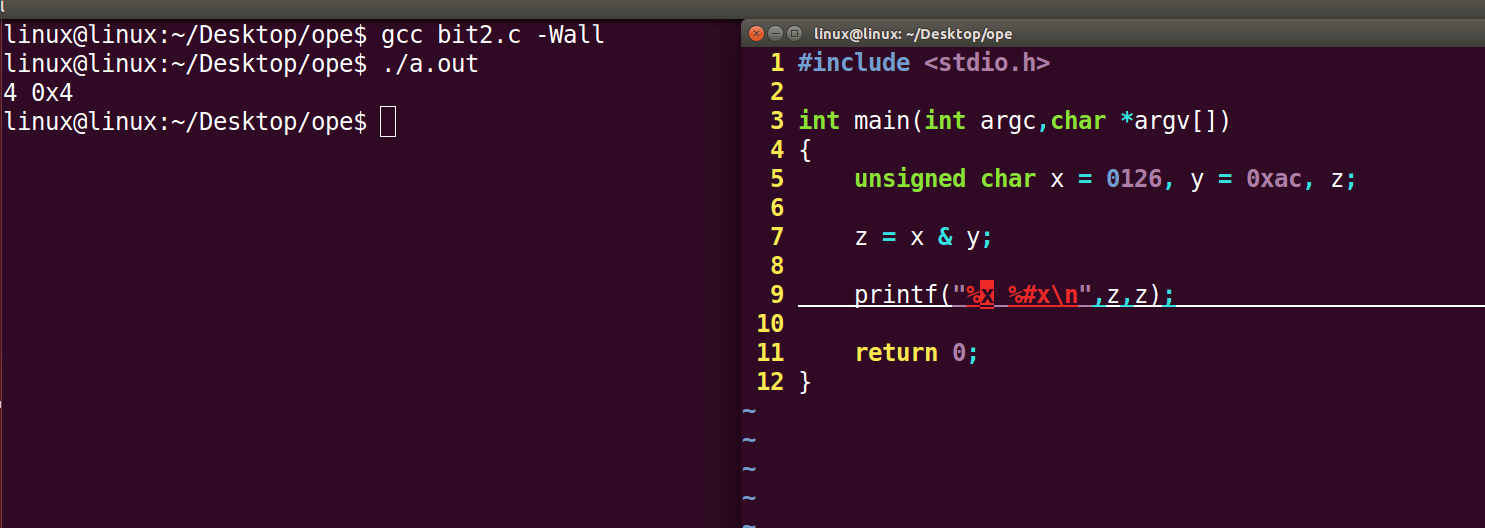 linux@linux:~/Desktop/ope$ gcc bit2.c -Wall
linux@linux:~/Desktop/ope$ ./a.out
4 0x4
linux@linux:~/Desktop/ope$
linux@linux: ~/Desktop/ope
1 #include <stdio.h>
2
3 int main(int argc,char *argv[])
4 {
5     unsigned char x = 0126, y = 0xac, z;
6
7     z = x & y;
8
9     printf("%x %#x\n",z,z);
10
11     return 0;
12 }
~
~
~
~
~